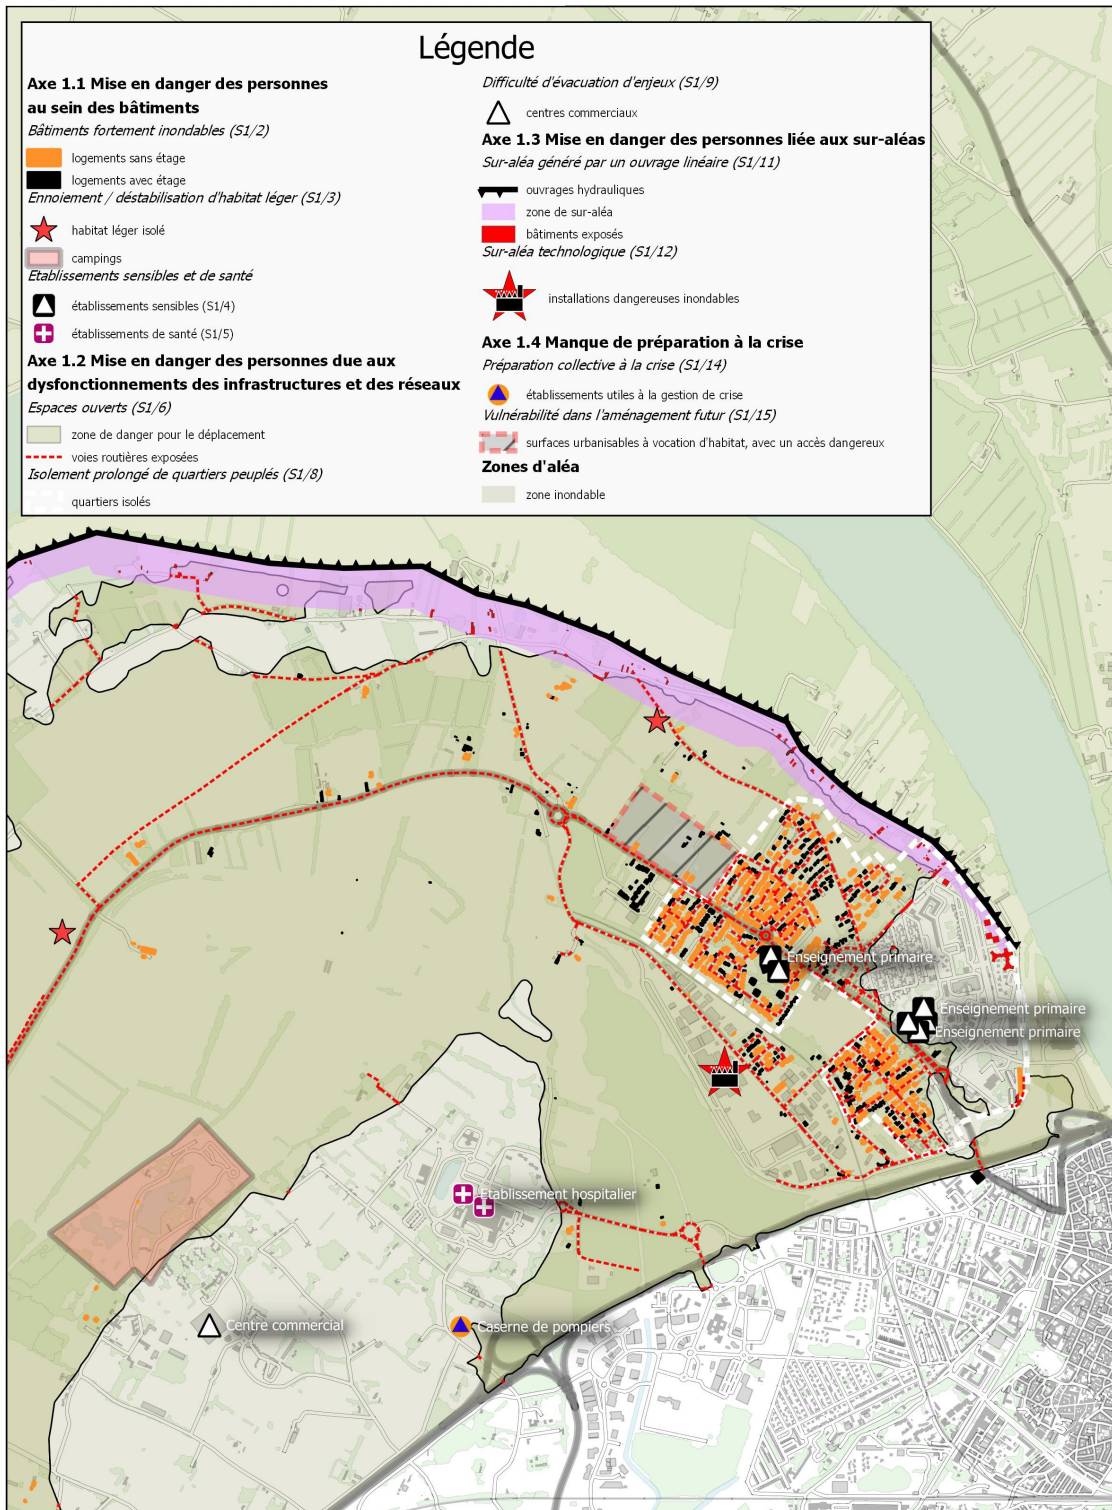 Légende
Axe 1.1 Mise en danger des personnes
au sein des bâtiments
Bâtiments fortement inondables (S1/2)
logements sans étage
logements avec étage
Ennoiement / déstabilisation d'habitat léger (S1/3)
habitat léger isolé
campings
Etablissements sensibles et de santé
établissements sensibles (S1/4)
établissements de santé (S1/5)
Axe 1.2 Mise en danger des personnes due aux
dysfonctionnements des infrastructures et des réseaux
Espaces ouverts (S1/6)
zone de danger pour le déplacement
voies routières exposées
Isolement prolongé de quartiers peuplés (S1/8)
quartiers isolés
Difficulté d'évacuation d'enjeux (S1/9)
centres commerciaux
Axe 1.3 Mise en danger des personnes liée aux sur-aléas
Sur-aléa généré par un ouvrage linéaire (S1/11)
ouvrages hydrauliques
zone de sur-aléa
bâtiments exposés
Sur-aléa technologique (S1/12)
installations dangereuses inondables
Axe 1.4 Manque de préparation à la crise
Préparation collective à la crise (S1/14)
établissements utiles à la gestion de crise
Vulnérabilité dans l'aménagement futur (S1/15)
surfaces urbanisables à vocation d'habitat, avec un accès dangereux
Zones d'aléa
zone inondable
Enseignement primaire
Enseignement primaire
Enseignement primaire
Etablissement hospitalier
Centre commercial
Caserne de pompiers